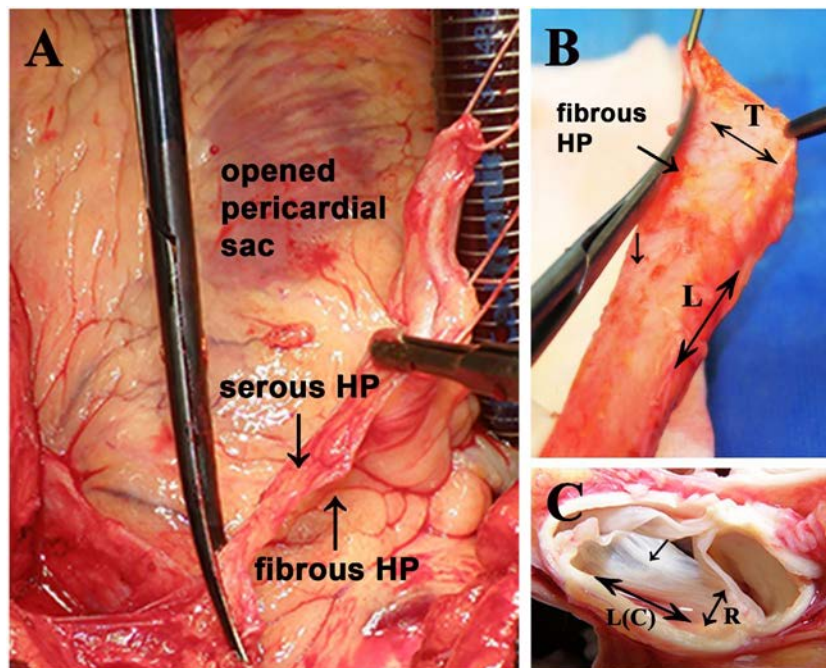 A
opened
pericardial
sac
serous HP
fibrous HP
B
fibrous
HP
T
L
C
L(C)
R